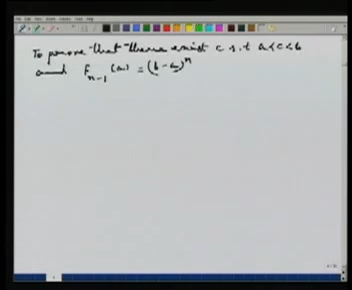 To prove that there exist c s.t a<c<b
and F_{n-1}(a) = (b-a)^n